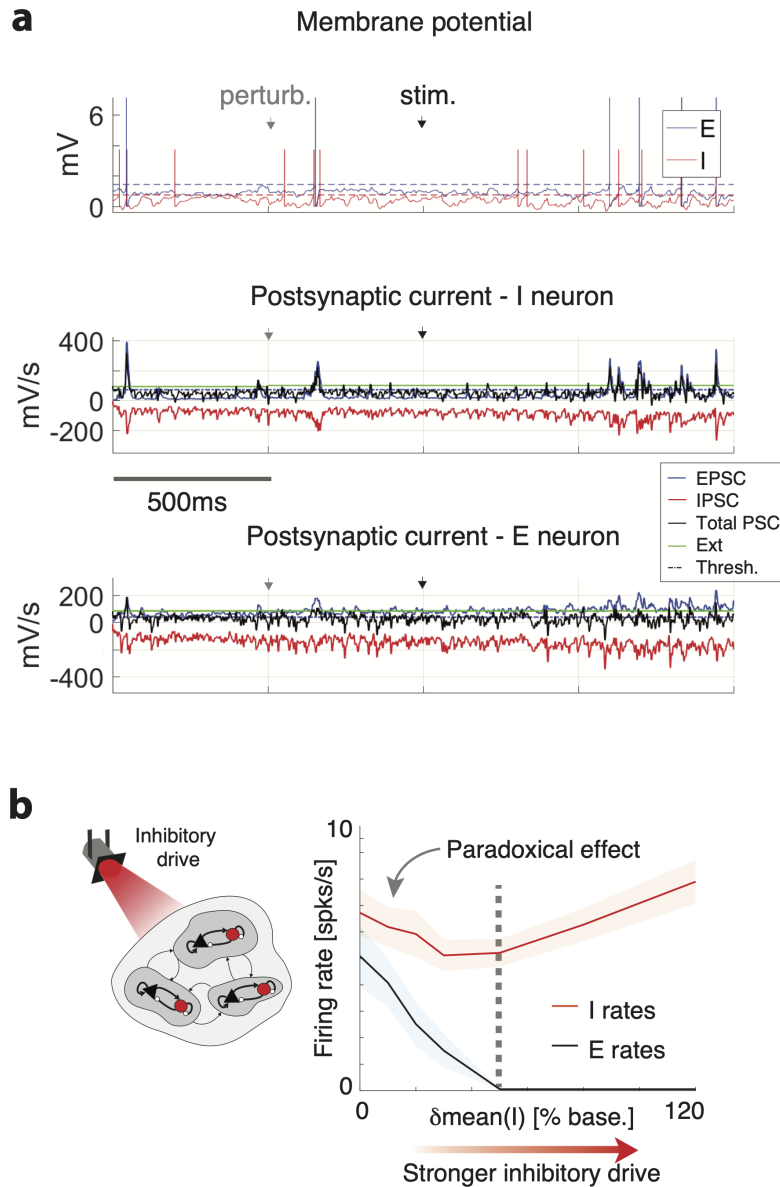 a
Membrane potential
perturb.
stim.
6
mV
0
E
I
Postsynaptic current - I neuron
400
mV/s
0
-200
500ms
EPSC
IPSC
Total PSC
Ext
Thresh.
Postsynaptic current - E neuron
200
mV/s
0
-400
b
Inhibitory
drive
10
Paradoxical effect
Firing rate [spks/s]
I rates
E rates
0
0
δmean(I) [% base.]
120
Stronger inhibitory drive